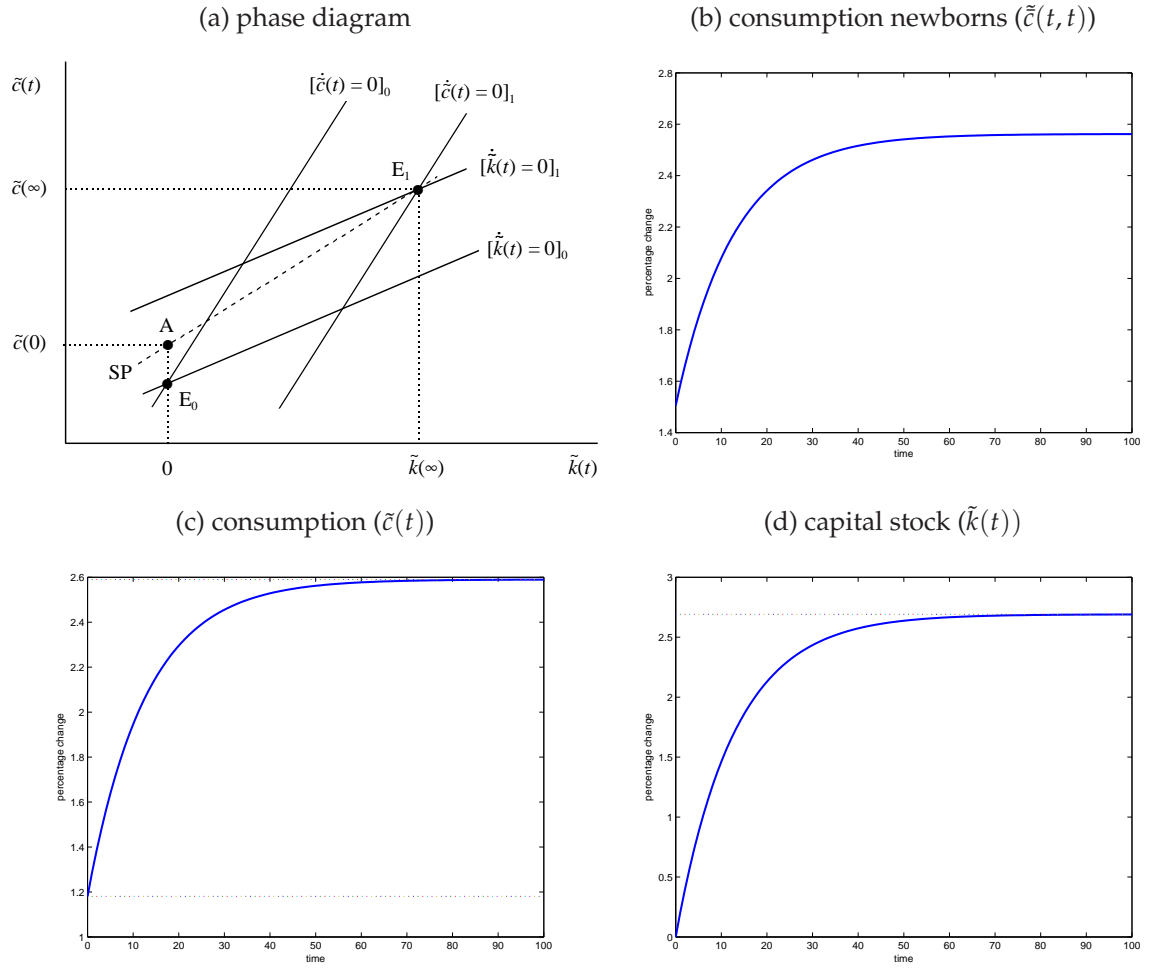 (a) phase diagram
c̃(t)
[ċ̃(t) = 0]₀
[ċ̃(t) = 0]₁
E₁
[k̃̇(t) = 0]₁
c̃(∞)
[k̃̇(t) = 0]₀
A
c̃(0)
SP
E₀
0
k̃(∞)
k̃(t)
(b) consumption newborns (c̃̄(t, t))
2.8
2.6
2.4
2.2
2
1.8
1.6
1.4
percentage change
0 10 20 30 40 50 60 70 80 90 100
time
(c) consumption (c̃(t))
2.6
2.4
2.2
2
1.8
1.6
1.4
1.2
1
percentage change
0 10 20 30 40 50 60 70 80 90 100
time
(d) capital stock (k̃(t))
3
2.5
2
1.5
1
0.5
0
percentage change
0 10 20 30 40 50 60 70 80 90 100
time